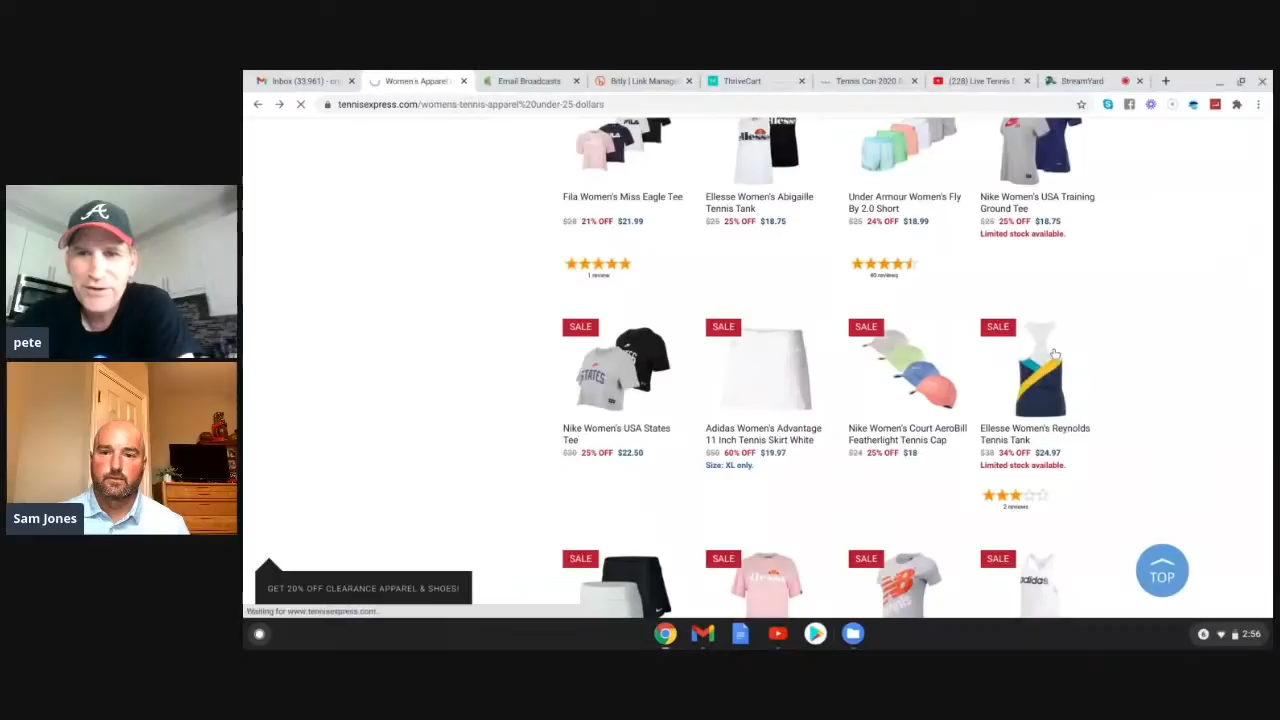 Inbox (33,961) - cr
Women's Apparel
Email Broadcasts
Bitly | Link Manage
ThriveCart
Tennis Con 2020
(228) Live Tennis
StreamYard
tennisexpress.com/womens-tennis-apparel%20under-25-dollars
FILA
Fila Women's Miss Eagle Tee
$28 21% OFF $21.99
1 review
ellesse
Ellesse Women's Abigaille
Tennis Tank
$25 25% OFF $18.75
Under Armour Women's Fly
By 2.0 Short
$25 24% OFF $18.99
Nike Women's USA Training
Ground Tee
$25 25% OFF $18.75
Limited stock available.
pete
SALE
STATES
Nike Women's USA States
Tee
$30 25% OFF $22.50
SALE
Adidas Women's Advantage
11 Inch Tennis Skirt White
$50 60% OFF $19.97
Size: XL only.
SALE
Nike Women's Court AeroBill
Featherlight Tennis Cap
$24 25% OFF $18
SALE
Ellesse Women's Reynolds
Tennis Tank
$38 34% OFF $24.97
Limited stock available.
2 reviews
Sam Jones
SALE
SALE
ellesse
SALE
NB
SALE
adidas
TOP
GET 20% OFF CLEARANCE APPAREL & SHOES!
Waiting for www.tennisexpress.com...
2:56